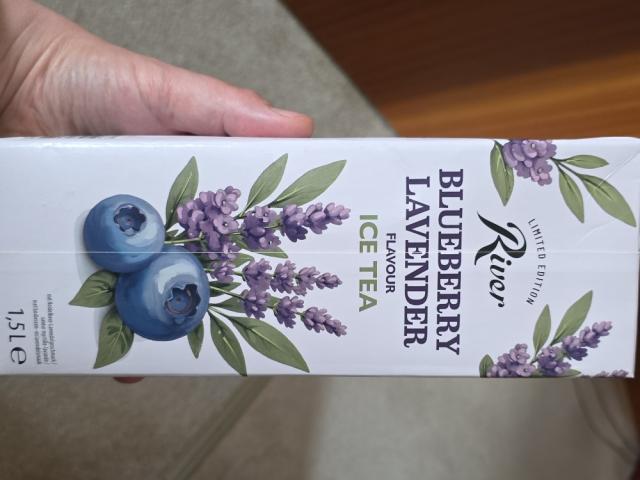 LIMITED EDITION
River
BLUEBERRY
LAVENDER
FLAVOUR
ICE TEA
1,5 L ℮